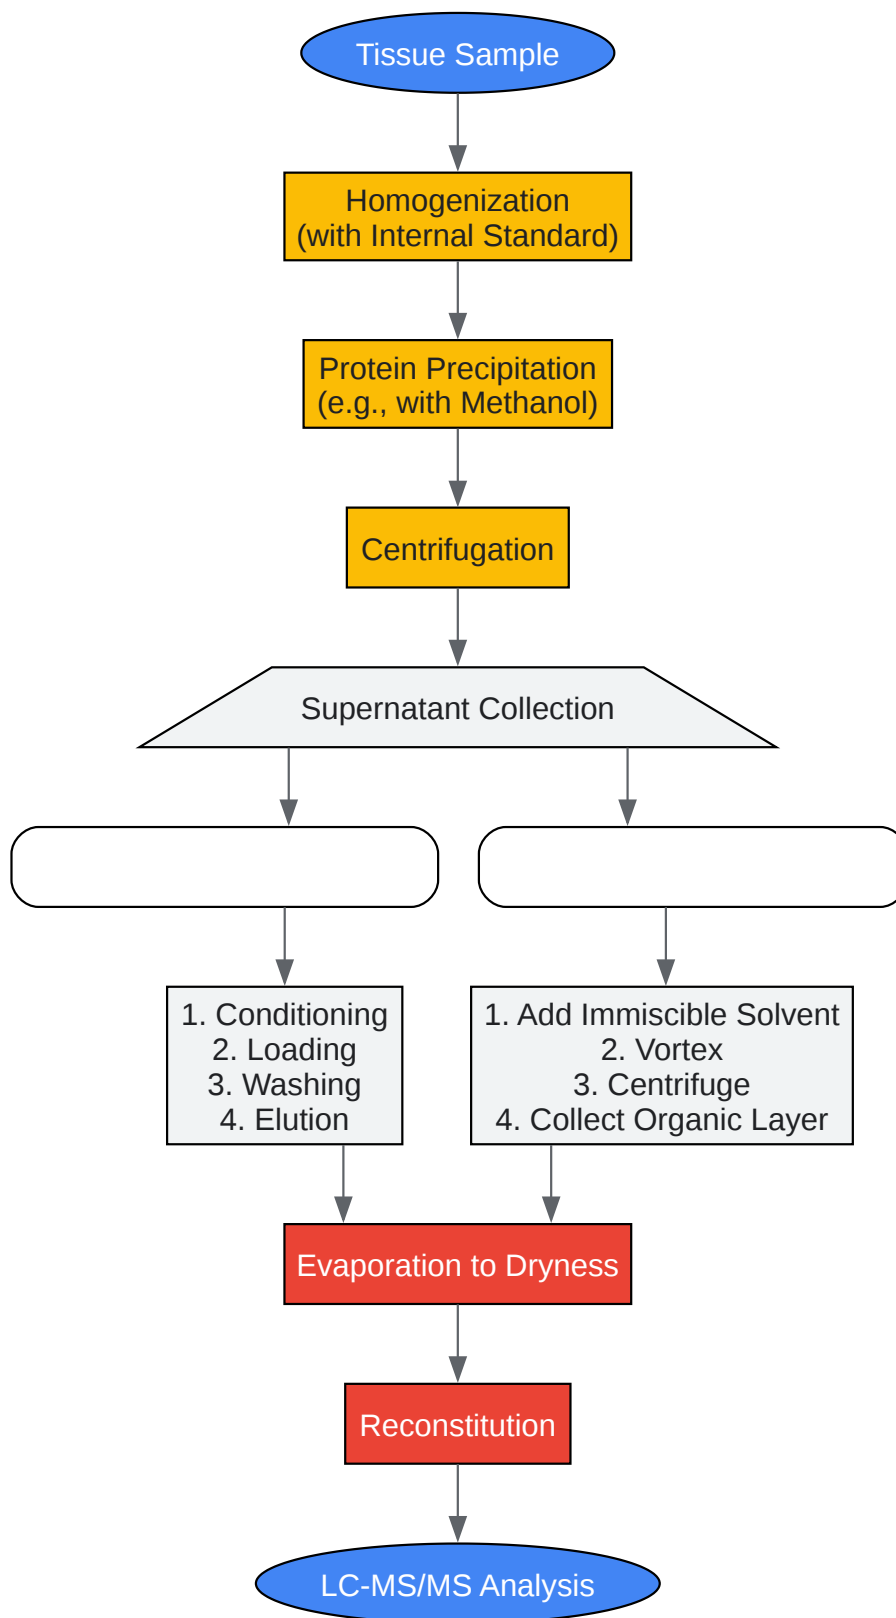 Tissue Sample
Homogenization
(with Internal Standard)
Protein Precipitation
(e.g., with Methanol)
Centrifugation
Supernatant Collection
1. Conditioning
2. Loading
3. Washing
4. Elution
1. Add Immiscible Solvent
2. Vortex
3. Centrifuge
4. Collect Organic Layer
Evaporation to Dryness
Reconstitution
LC-MS/MS Analysis